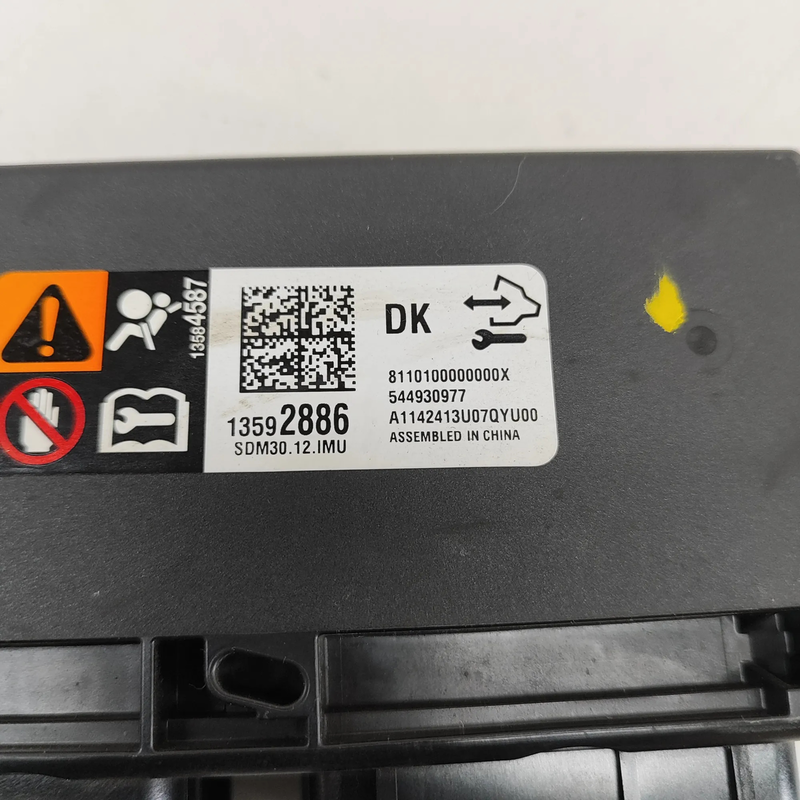 13584587
DK
13592886
SDM30.12.IMU
8110100000000X
544930977
A1142413U07QYU00
ASSEMBLED IN CHINA